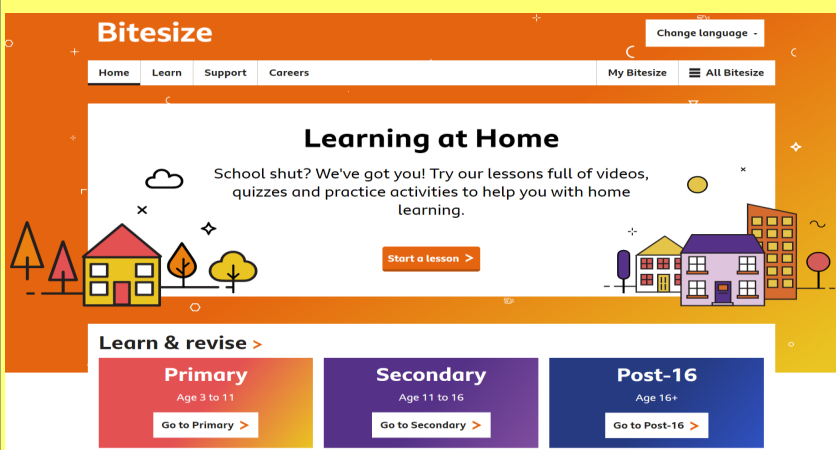 Bitesize
Change language
Home
Learn
Support
Careers
My Bitesize
All Bitesize
Learning at Home
School shut? We've got you! Try our lessons full of videos,
quizzes and practice activities to help you with home
learning.
Start a lesson >
Learn & revise >
Primary
Age 3 to 11
Go to Primary >
Secondary
Age 11 to 16
Go to Secondary >
Post-16
Age 16+
Go to Post-16 >